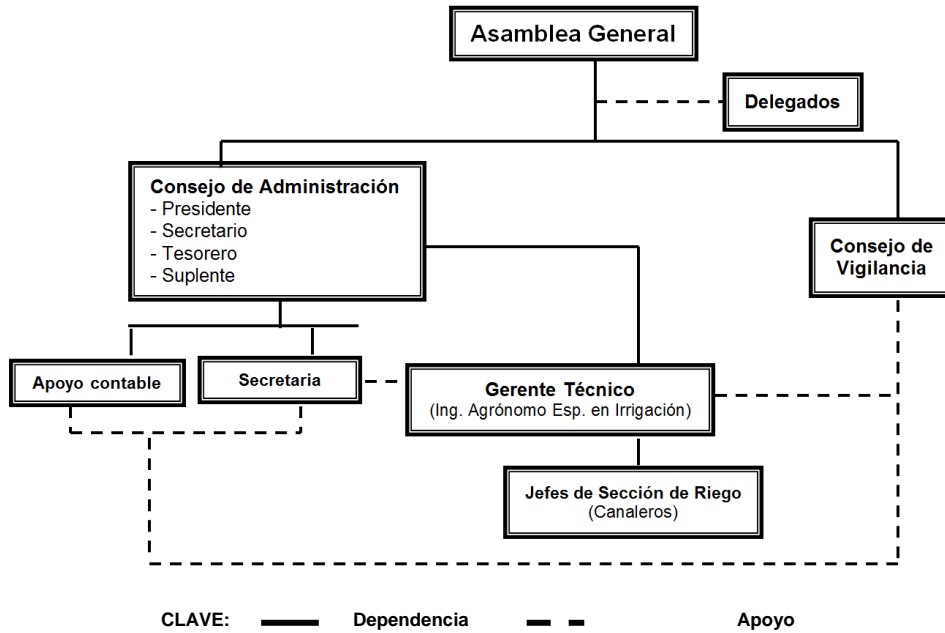 Asamblea General
Delegados
Consejo de Administración
- Presidente
- Secretario
- Tesorero
- Suplente
Consejo de
Vigilancia
Apoyo contable
Secretaria
Gerente Técnico
(Ing. Agrónomo Esp. en Irrigación)
Jefes de Sección de Riego
(Canaleros)
CLAVE: Dependencia Apoyo